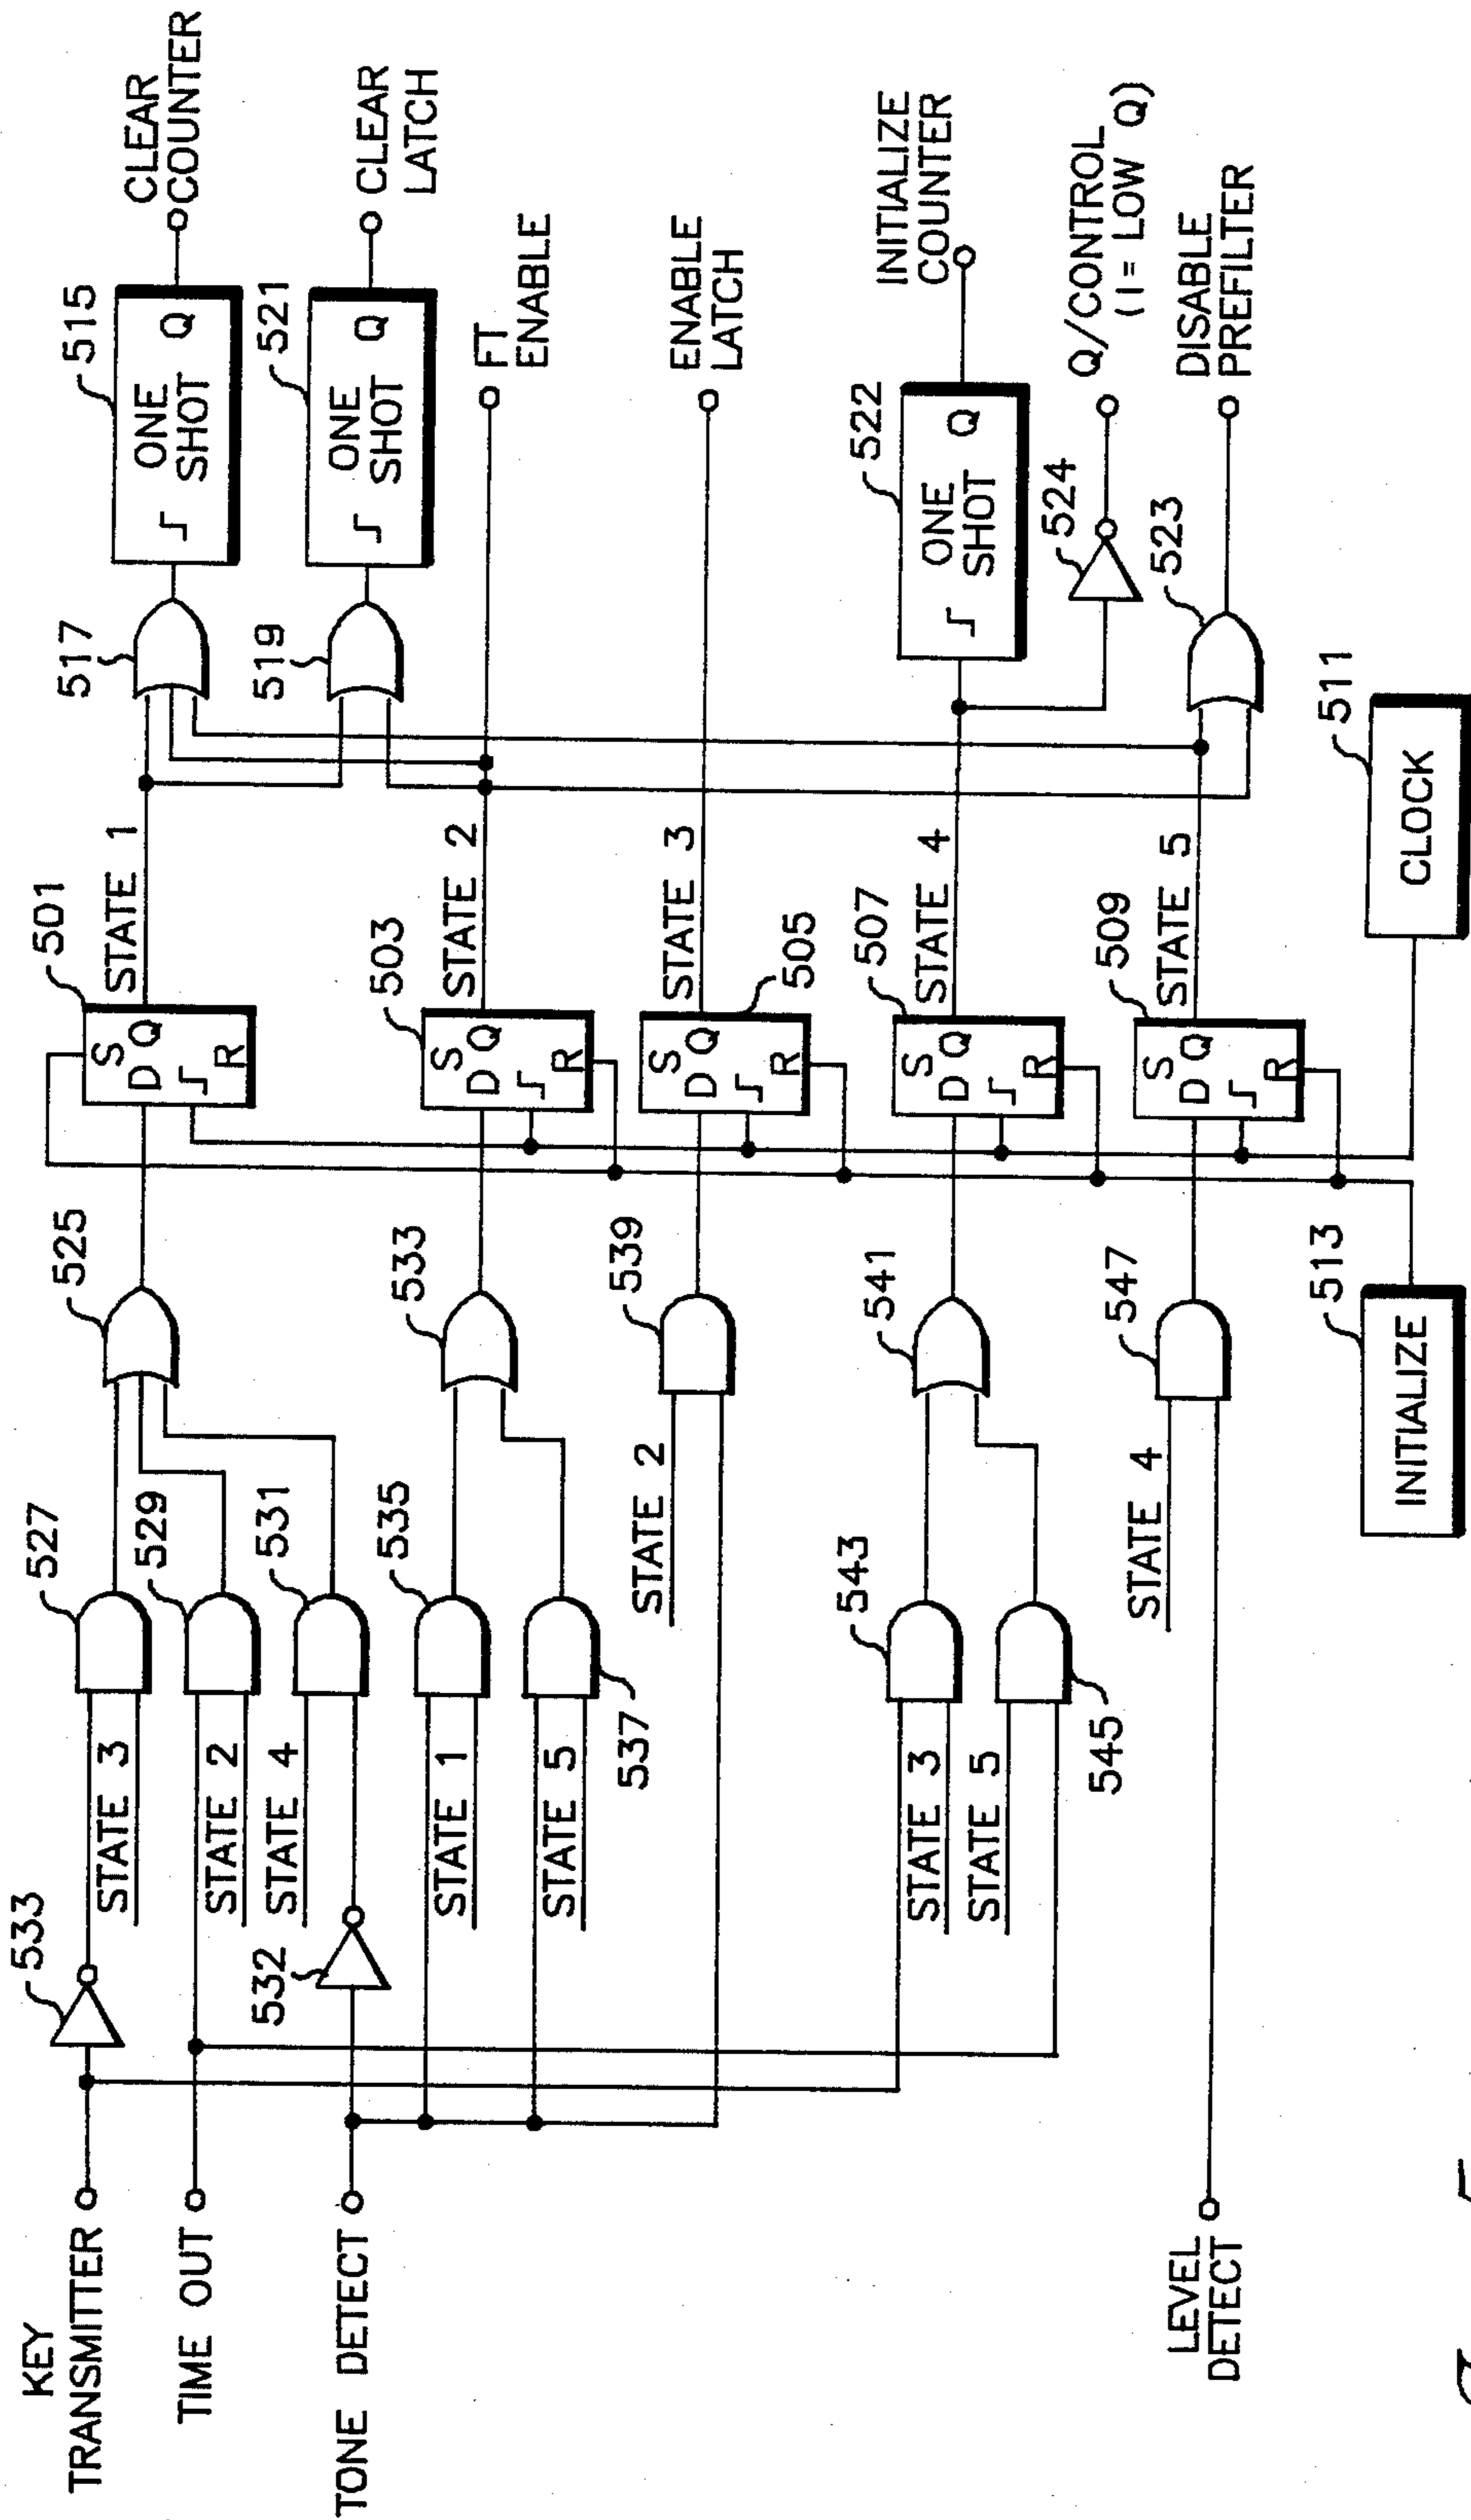 KEY
TRANSMITTER
TIME OUT
TONE DETECT
LEVEL
DETECT
533
532
STATE 3
STATE 2
STATE 4
STATE 1
STATE 5
STATE 3
STATE 5
527
529
531
535
537
543
545
STATE 2
STATE 4
525
533
539
541
547
513
INITIALIZE
501
S
D Q
R
503
S
D Q
R
505
S
D Q
R
507
S
D Q
R
509
S
D Q
R
STATE 1
STATE 2
STATE 3
STATE 4
STATE 5
511
CLOCK
517
519
523
524
515
ONE
SHOT
Q
521
ONE
SHOT
Q
522
ONE
SHOT
Q
CLEAR
COUNTER
CLEAR
LATCH
FT
ENABLE
ENABLE
LATCH
INITIALIZE
COUNTER
Q/CONTROL
(1 = LOW Q)
DISABLE
PREFILTER